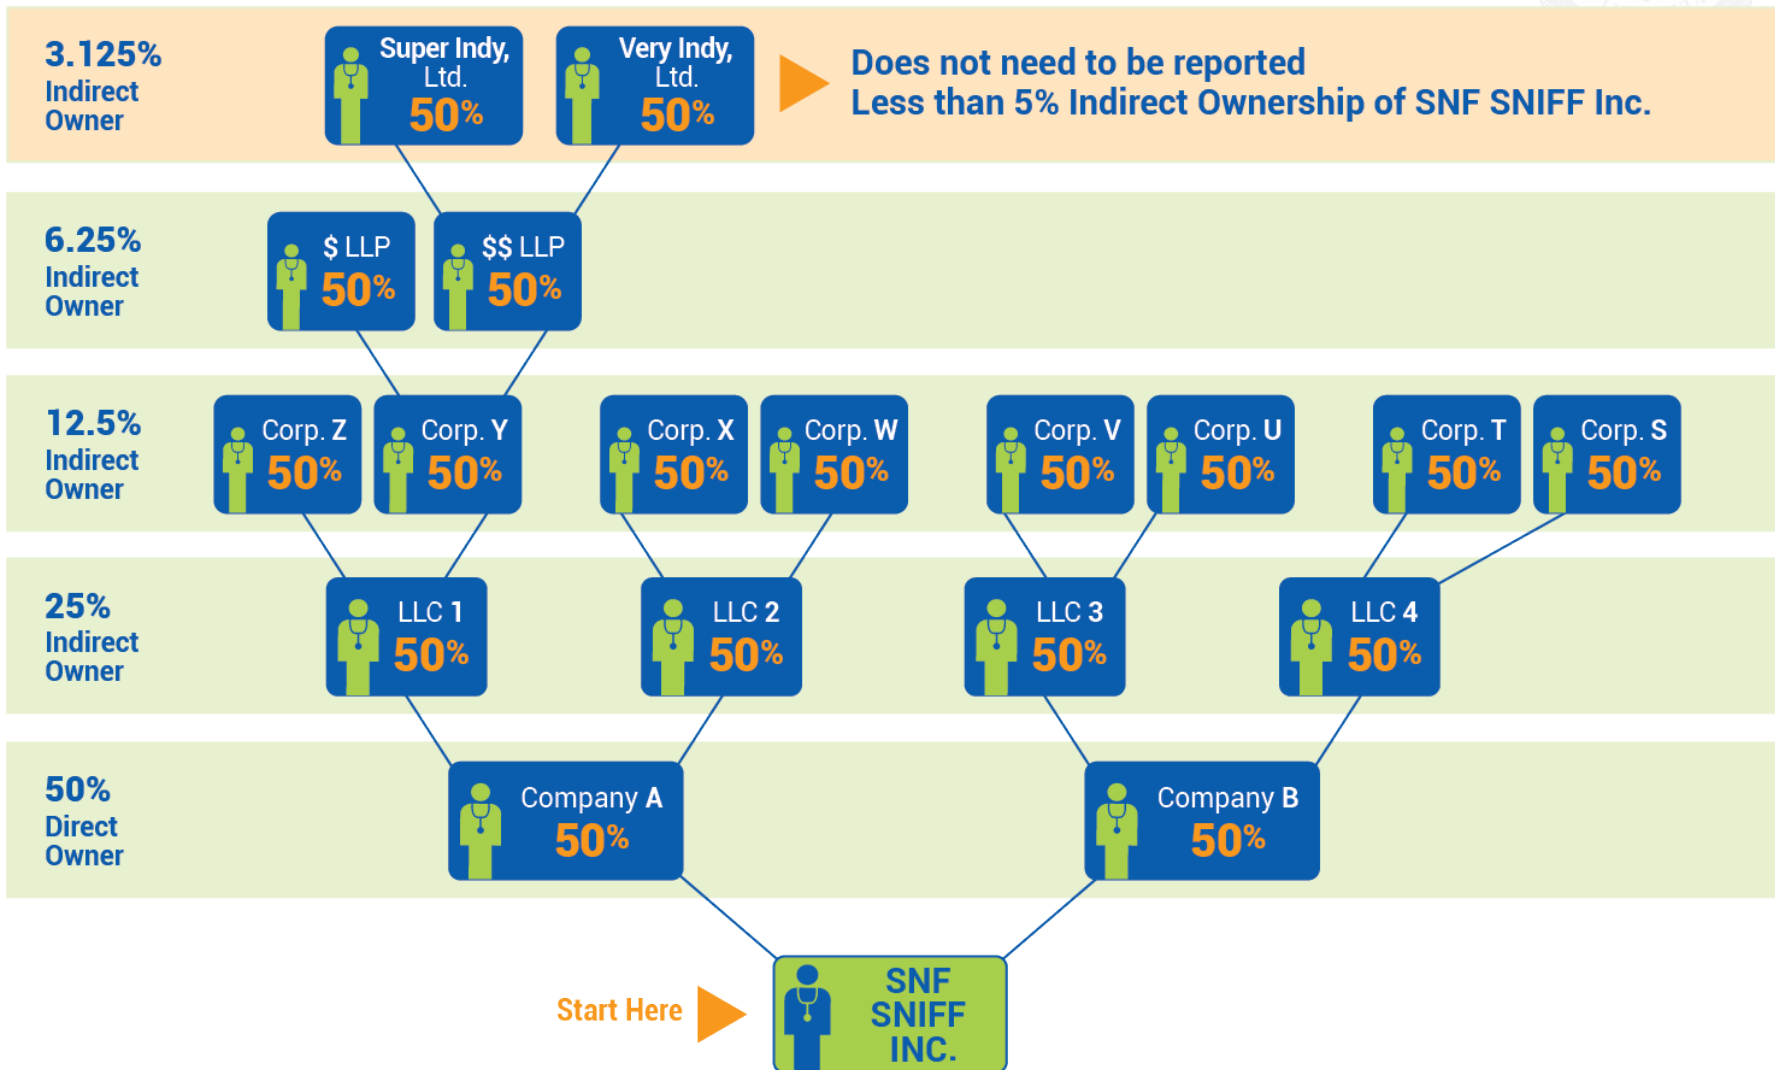 3.125%
Indirect
Owner
Super Indy,
Ltd.
50%
Very Indy,
Ltd.
50%
Does not need to be reported
Less than 5% Indirect Ownership of SNF SNIFF Inc.
6.25%
Indirect
Owner
$ LLP
50%
$$ LLP
50%
12.5%
Indirect
Owner
Corp. Z
50%
Corp. Y
50%
Corp. X
50%
Corp. W
50%
Corp. V
50%
Corp. U
50%
Corp. T
50%
Corp. S
50%
25%
Indirect
Owner
LLC 1
50%
LLC 2
50%
LLC 3
50%
LLC 4
50%
50%
Direct
Owner
Company A
50%
Company B
50%
Start Here
SNF
SNIFF
INC.